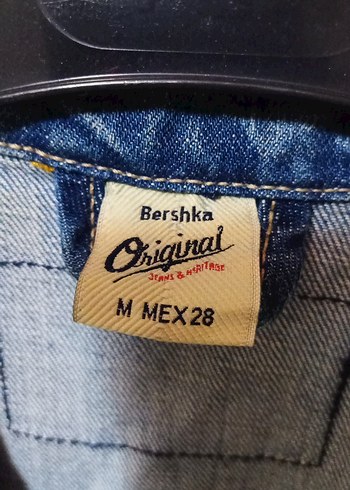 Bershka
Original
JEANS & HERITAGE
M MEX 28